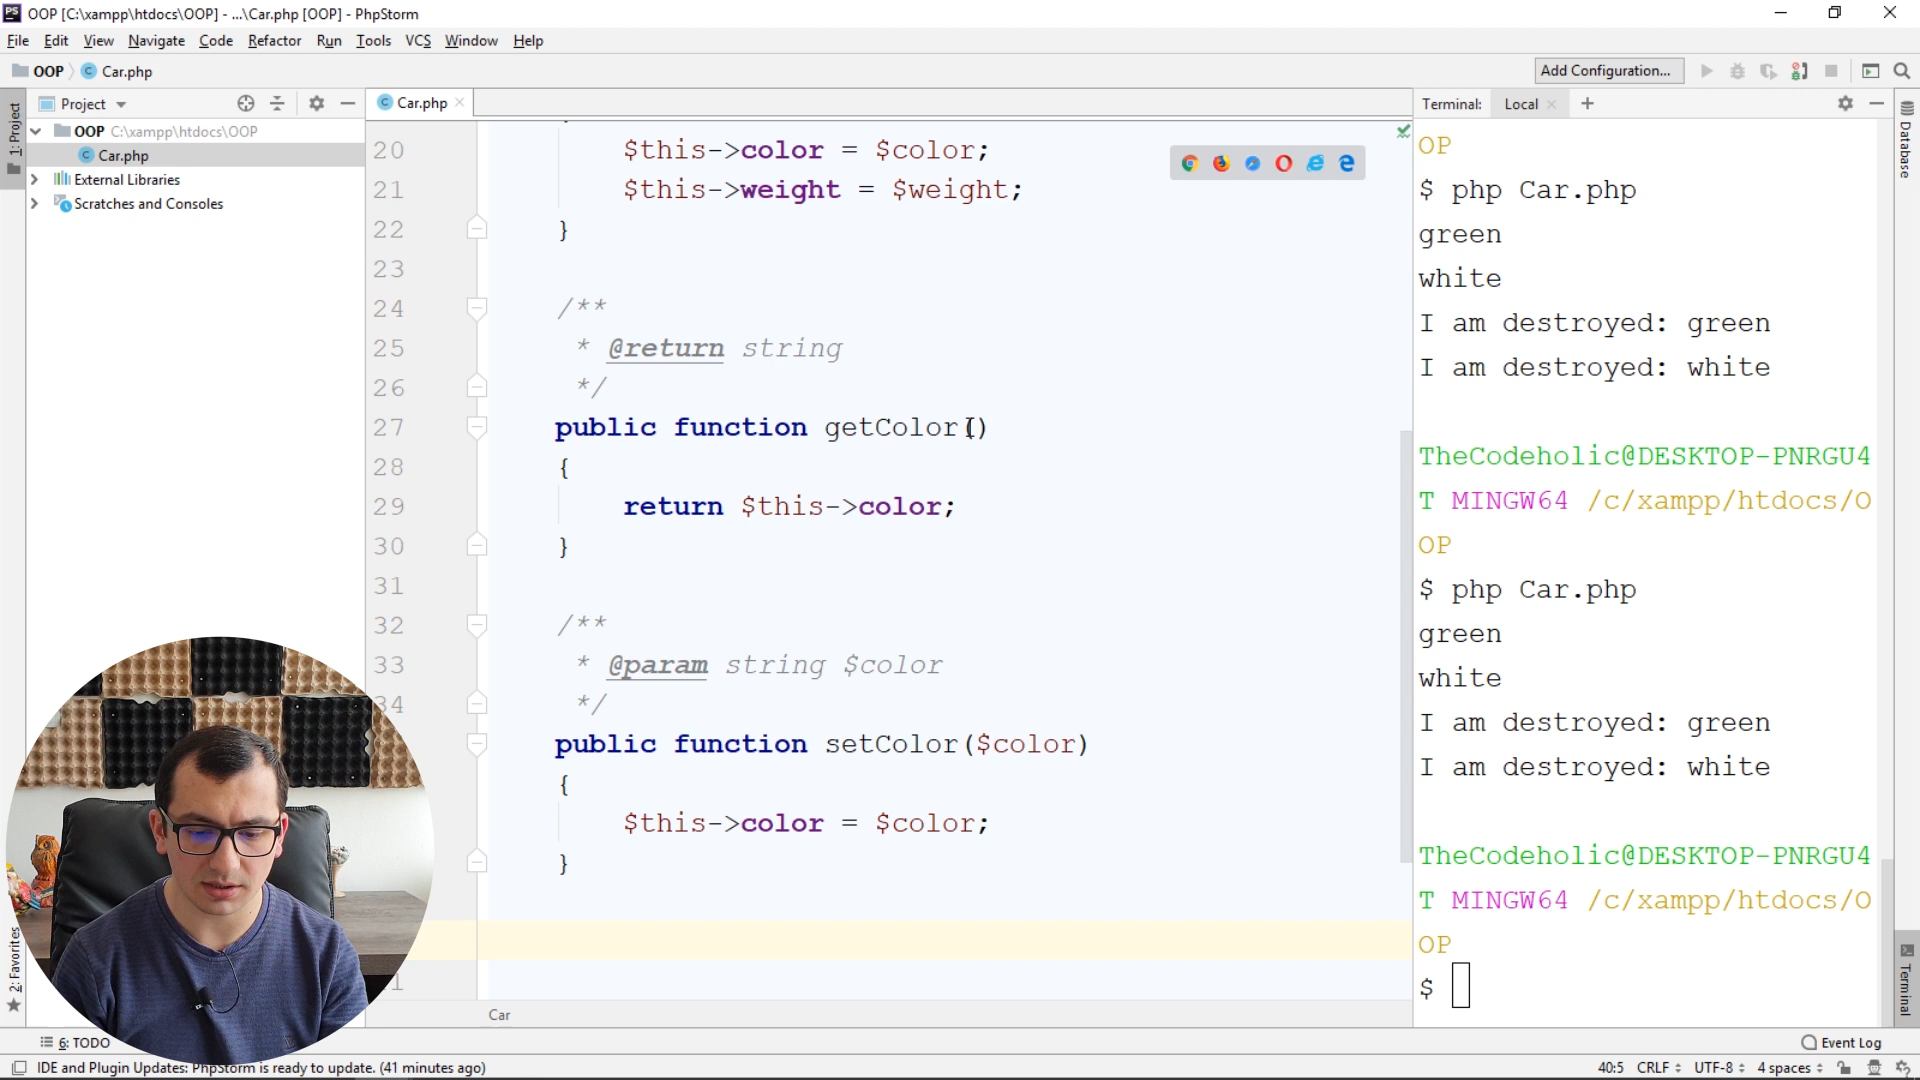 PS OOP [C:\xampp\htdocs\OOP] - ...\Car.php [OOP] - PhpStorm
File Edit View Navigate Code Refactor Run Tools VCS Window Help
OOP Car.php Add Configuration...
1: Project
Project
OOP C:\xampp\htdocs\OOP
Car.php
External Libraries
Scratches and Consoles
2: Favorites
Car.php
20 $this->color = $color;
21 $this->weight = $weight;
22 }
23
24 /**
25 * @return string
26 */
27 public function getColor()
28 {
29 return $this->color;
30 }
31
32 /**
33 * @param string $color
34 */
public function setColor($color)
{
$this->color = $color;
}
1
Car
Terminal: Local
OP
$ php Car.php
green
white
I am destroyed: green
I am destroyed: white
TheCodeholic@DESKTOP-PNRGU4
T MINGW64 /c/xampp/htdocs/O
OP
$ php Car.php
green
white
I am destroyed: green
I am destroyed: white
TheCodeholic@DESKTOP-PNRGU4
T MINGW64 /c/xampp/htdocs/O
OP
$
Database
Terminal
6: TODO Event Log
IDE and Plugin Updates: PhpStorm is ready to update. (41 minutes ago) 40:5 CRLF UTF-8 4 spaces